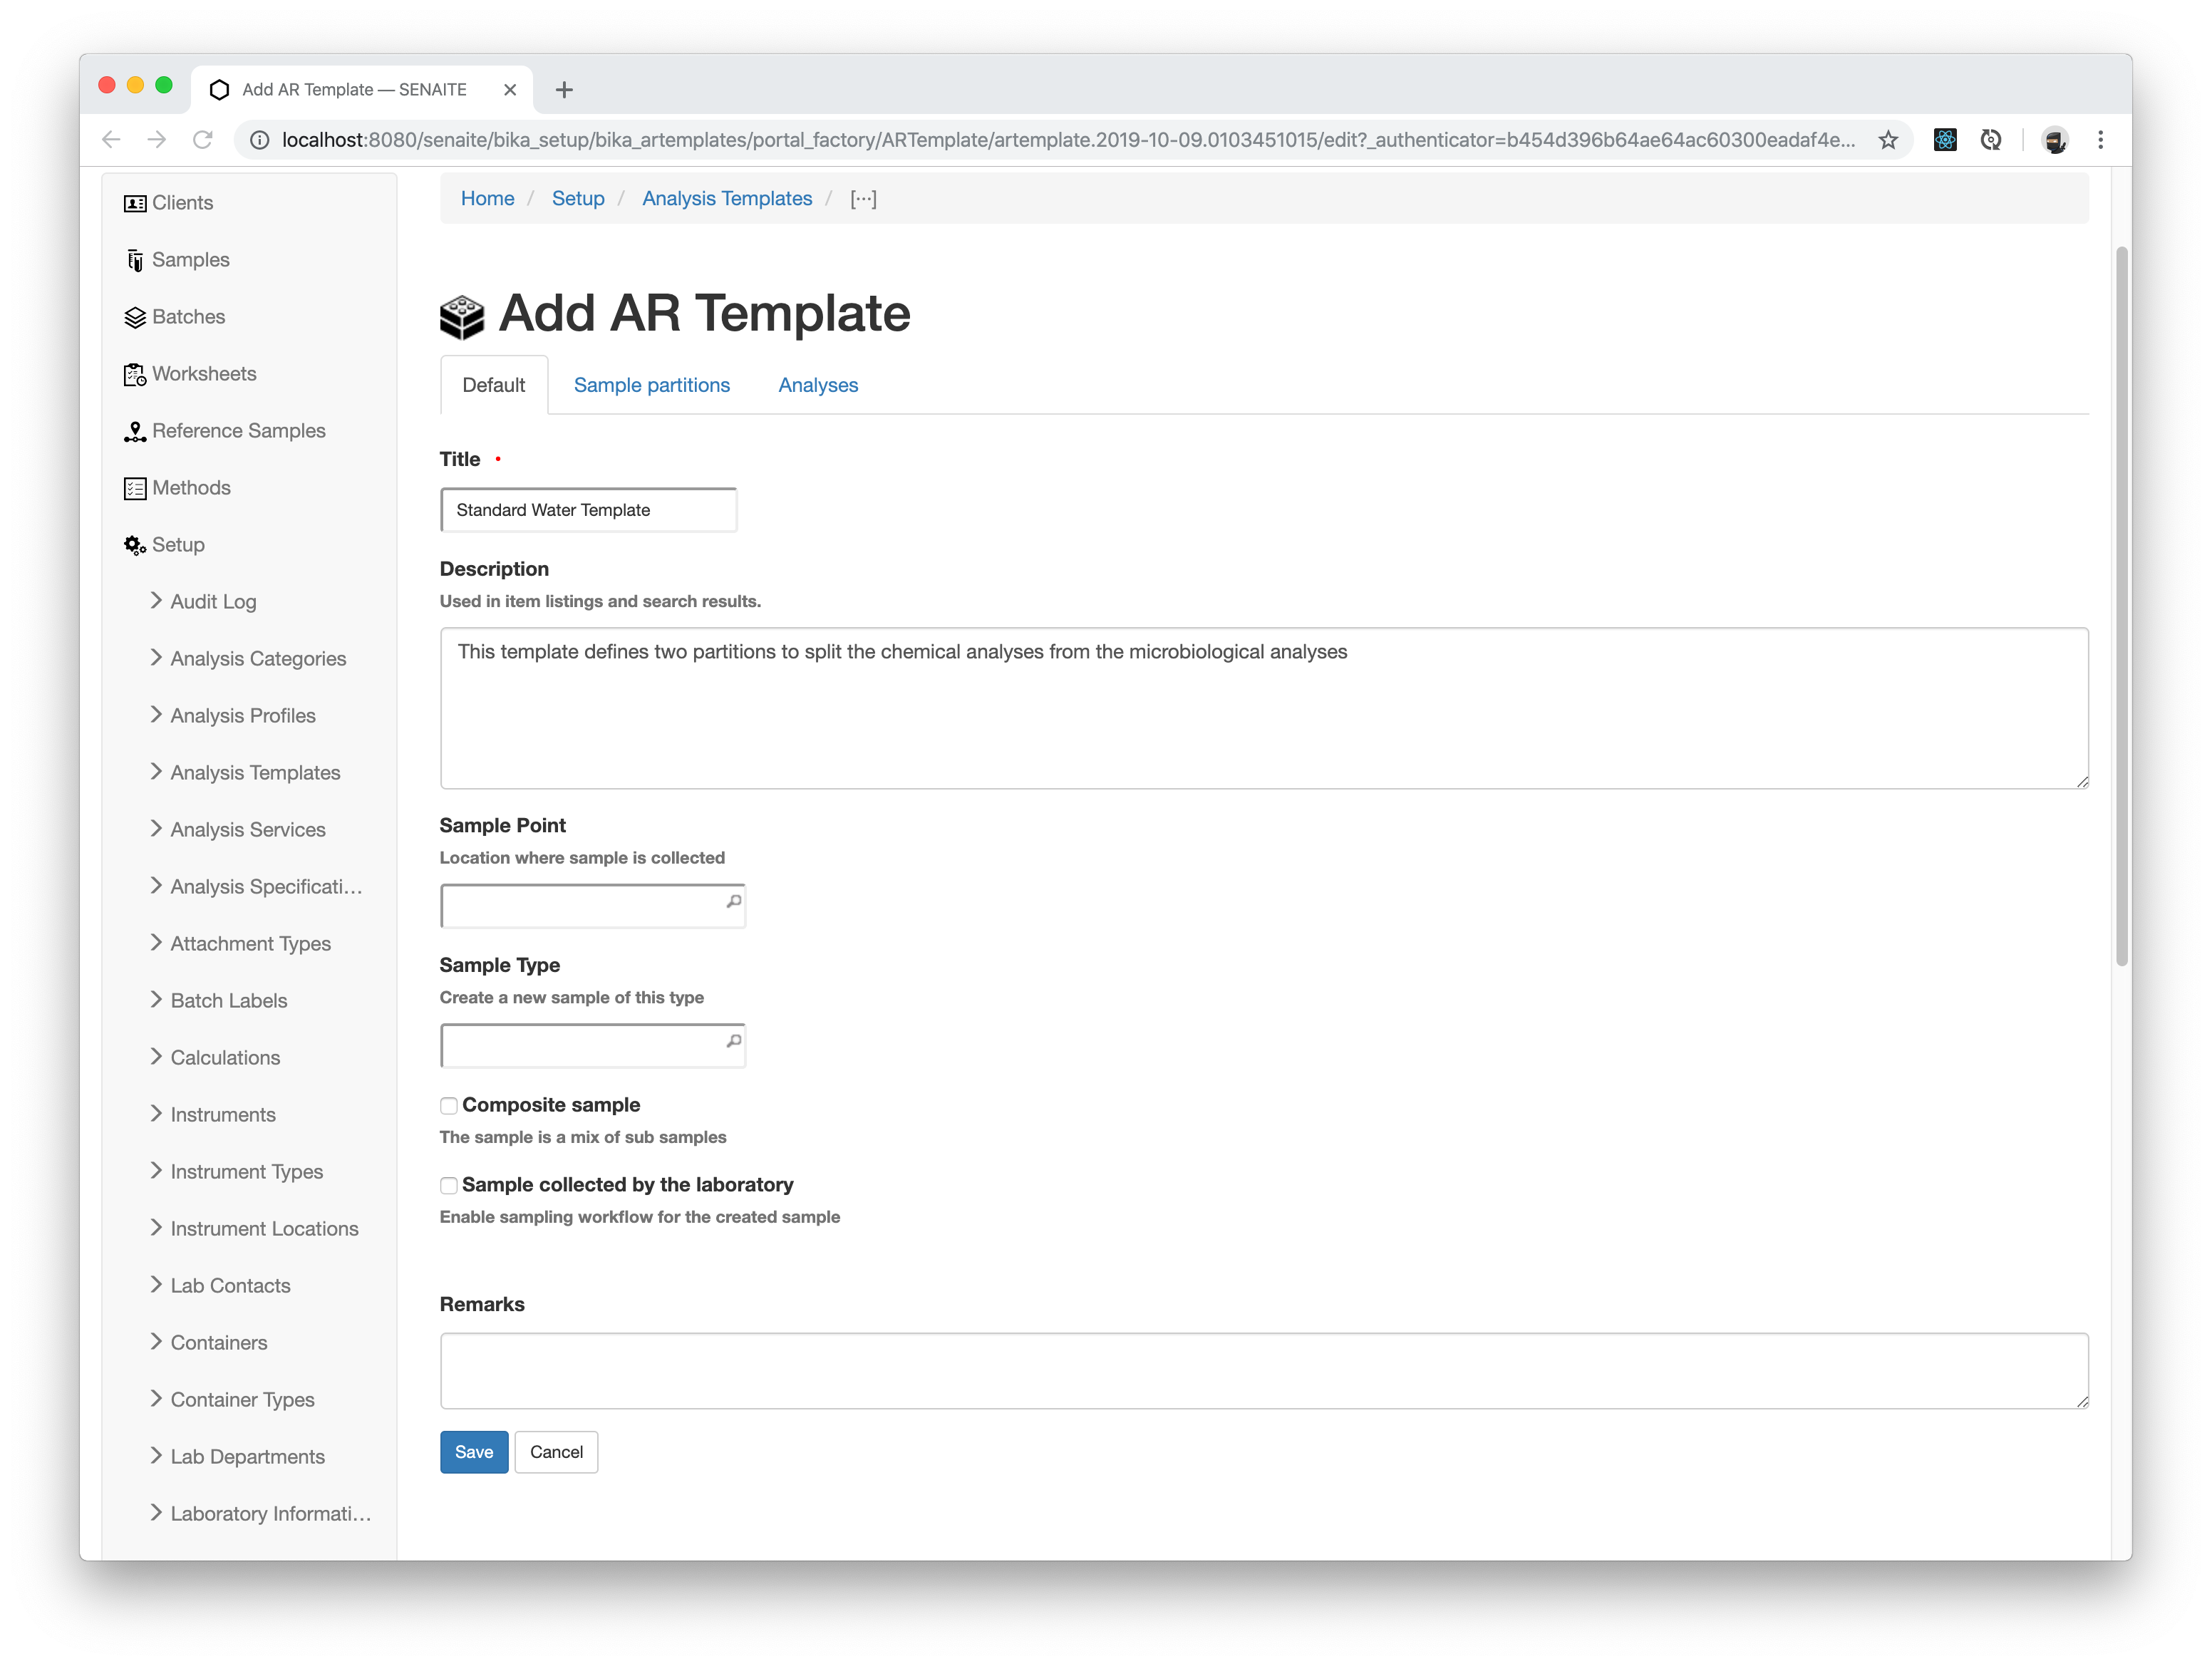 Add AR Template — SENAITE
localhost:8080/senaite/bika_setup/bika_artemplates/portal_factory/ARTemplate/artemplate.2019-10-09.0103451015/edit?_authenticator=b454d396b64ae64ac60300eadaf4e...
Clients
Samples
Batches
Worksheets
Reference Samples
Methods
Setup
Audit Log
Analysis Categories
Analysis Profiles
Analysis Templates
Analysis Services
Analysis Specificati...
Attachment Types
Batch Labels
Calculations
Instruments
Instrument Types
Instrument Locations
Lab Contacts
Containers
Container Types
Lab Departments
Laboratory Informati...
Home / Setup / Analysis Templates / [...]
Add AR Template
Default Sample partitions Analyses
Title
Standard Water Template
Description
Used in item listings and search results.
This template defines two partitions to split the chemical analyses from the microbiological analyses
Sample Point
Location where sample is collected
Sample Type
Create a new sample of this type
Composite sample
The sample is a mix of sub samples
Sample collected by the laboratory
Enable sampling workflow for the created sample
Remarks
Save Cancel